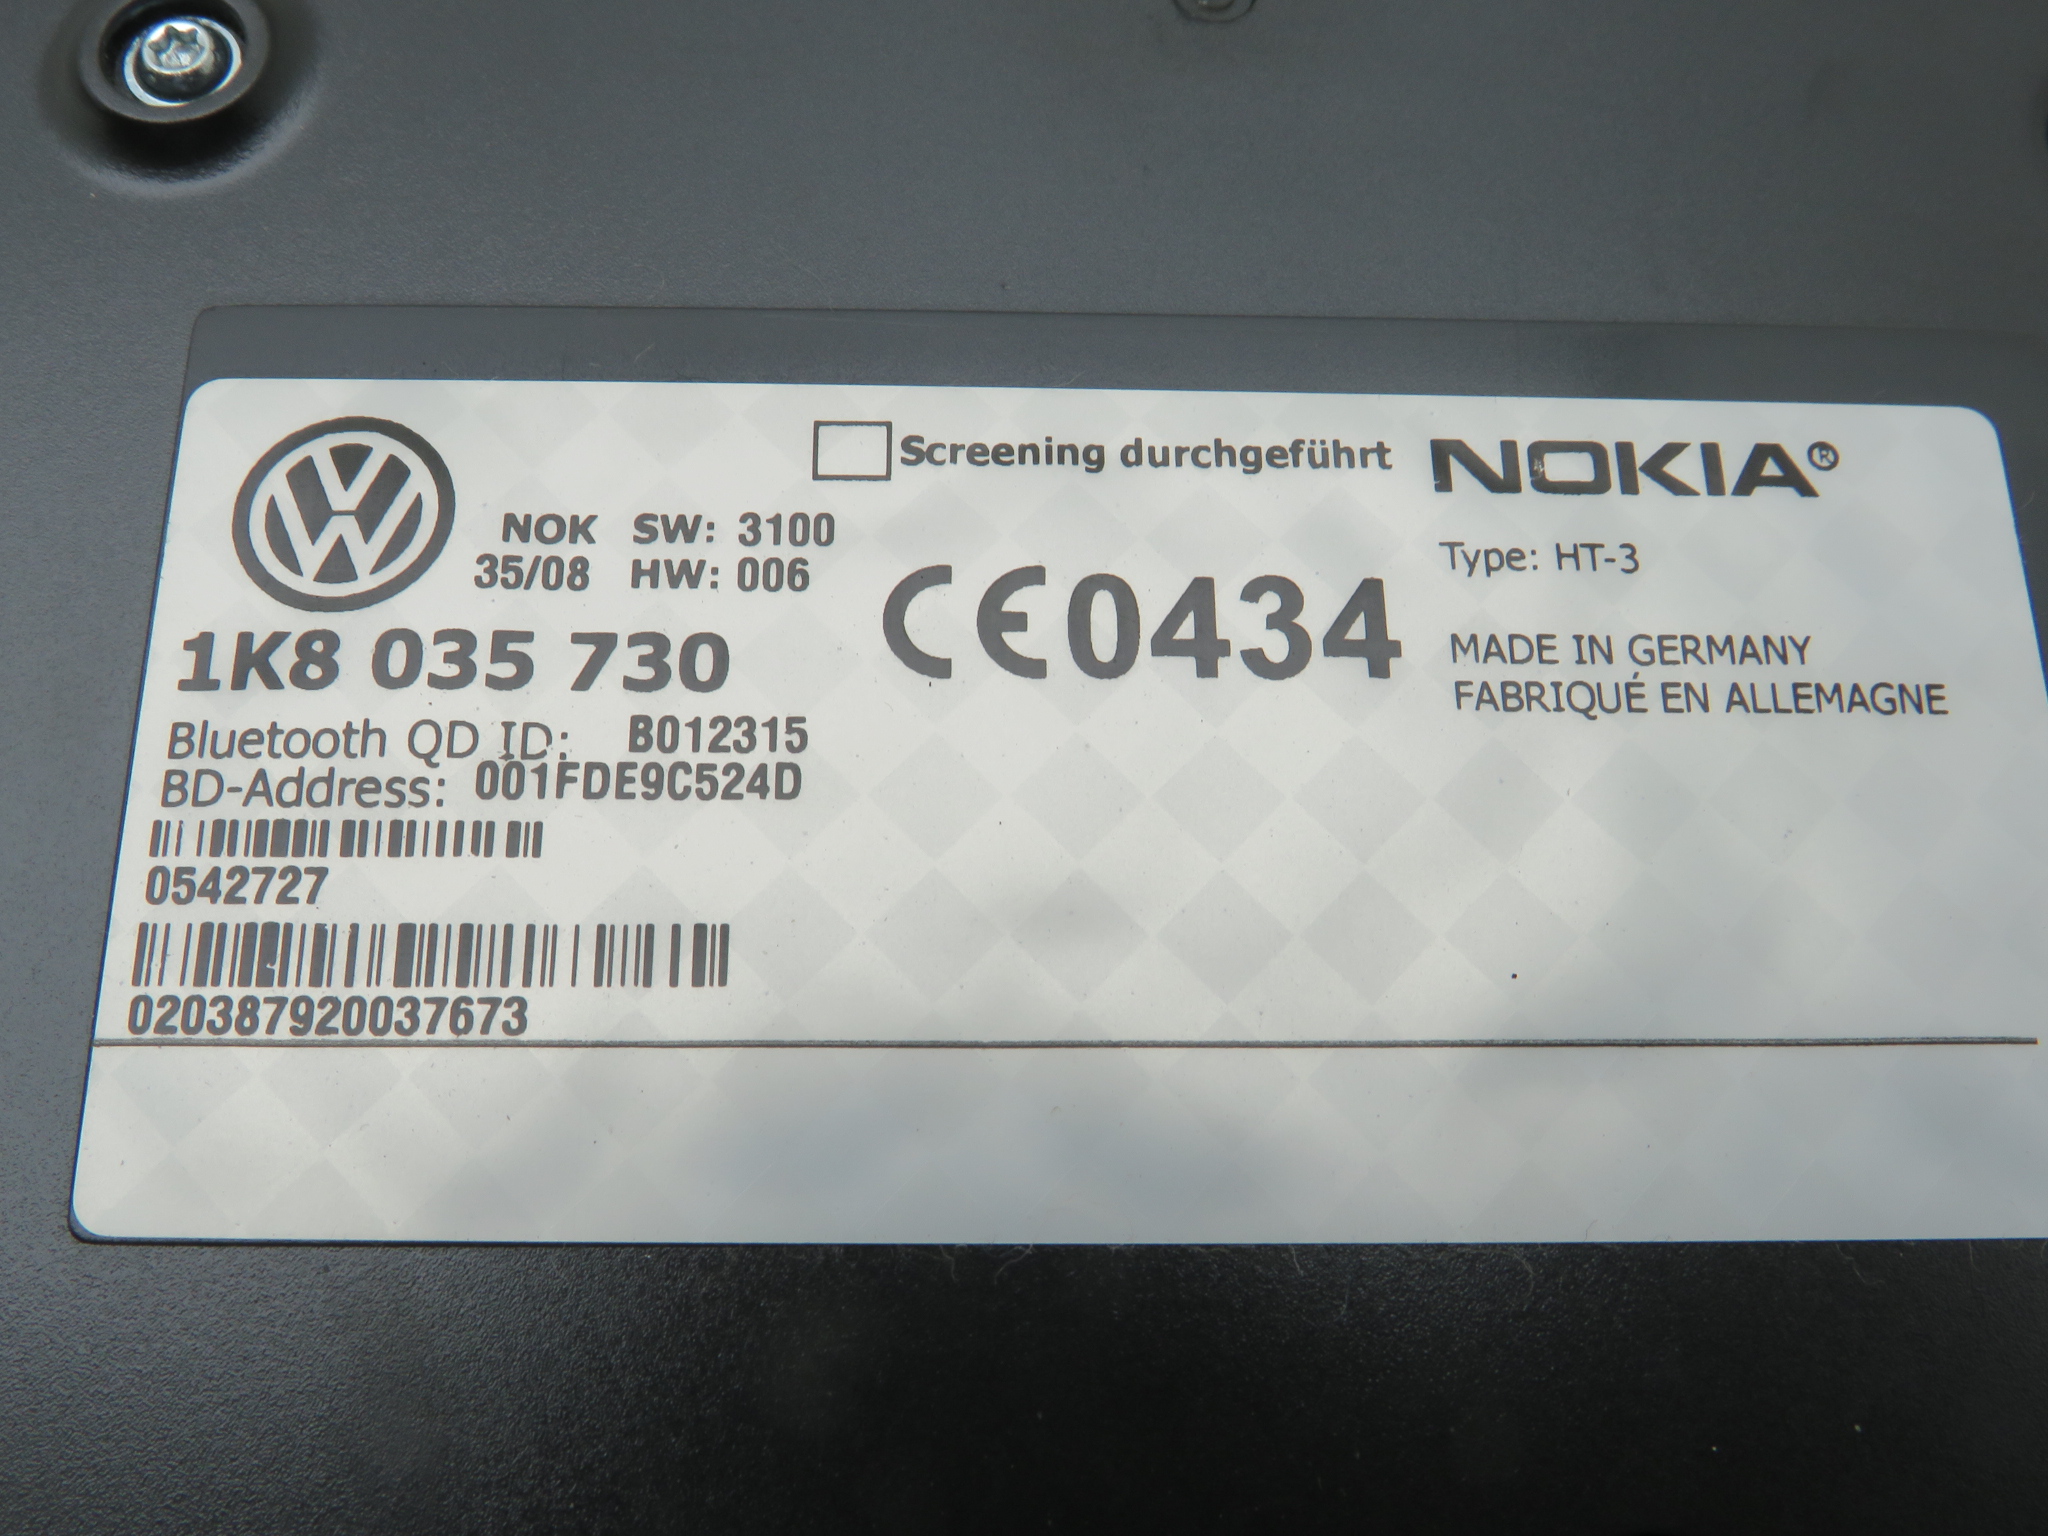 Screening durchgeführt
NOKIA®
NOK SW: 3100
35/08 HW: 006
CE0434
Type: HT-3
1K8 035 730
MADE IN GERMANY
FABRIQUÉ EN ALLEMAGNE
Bluetooth QD ID: B012315
BD-Address: 001FDE9C524D
0542727
020387920037673